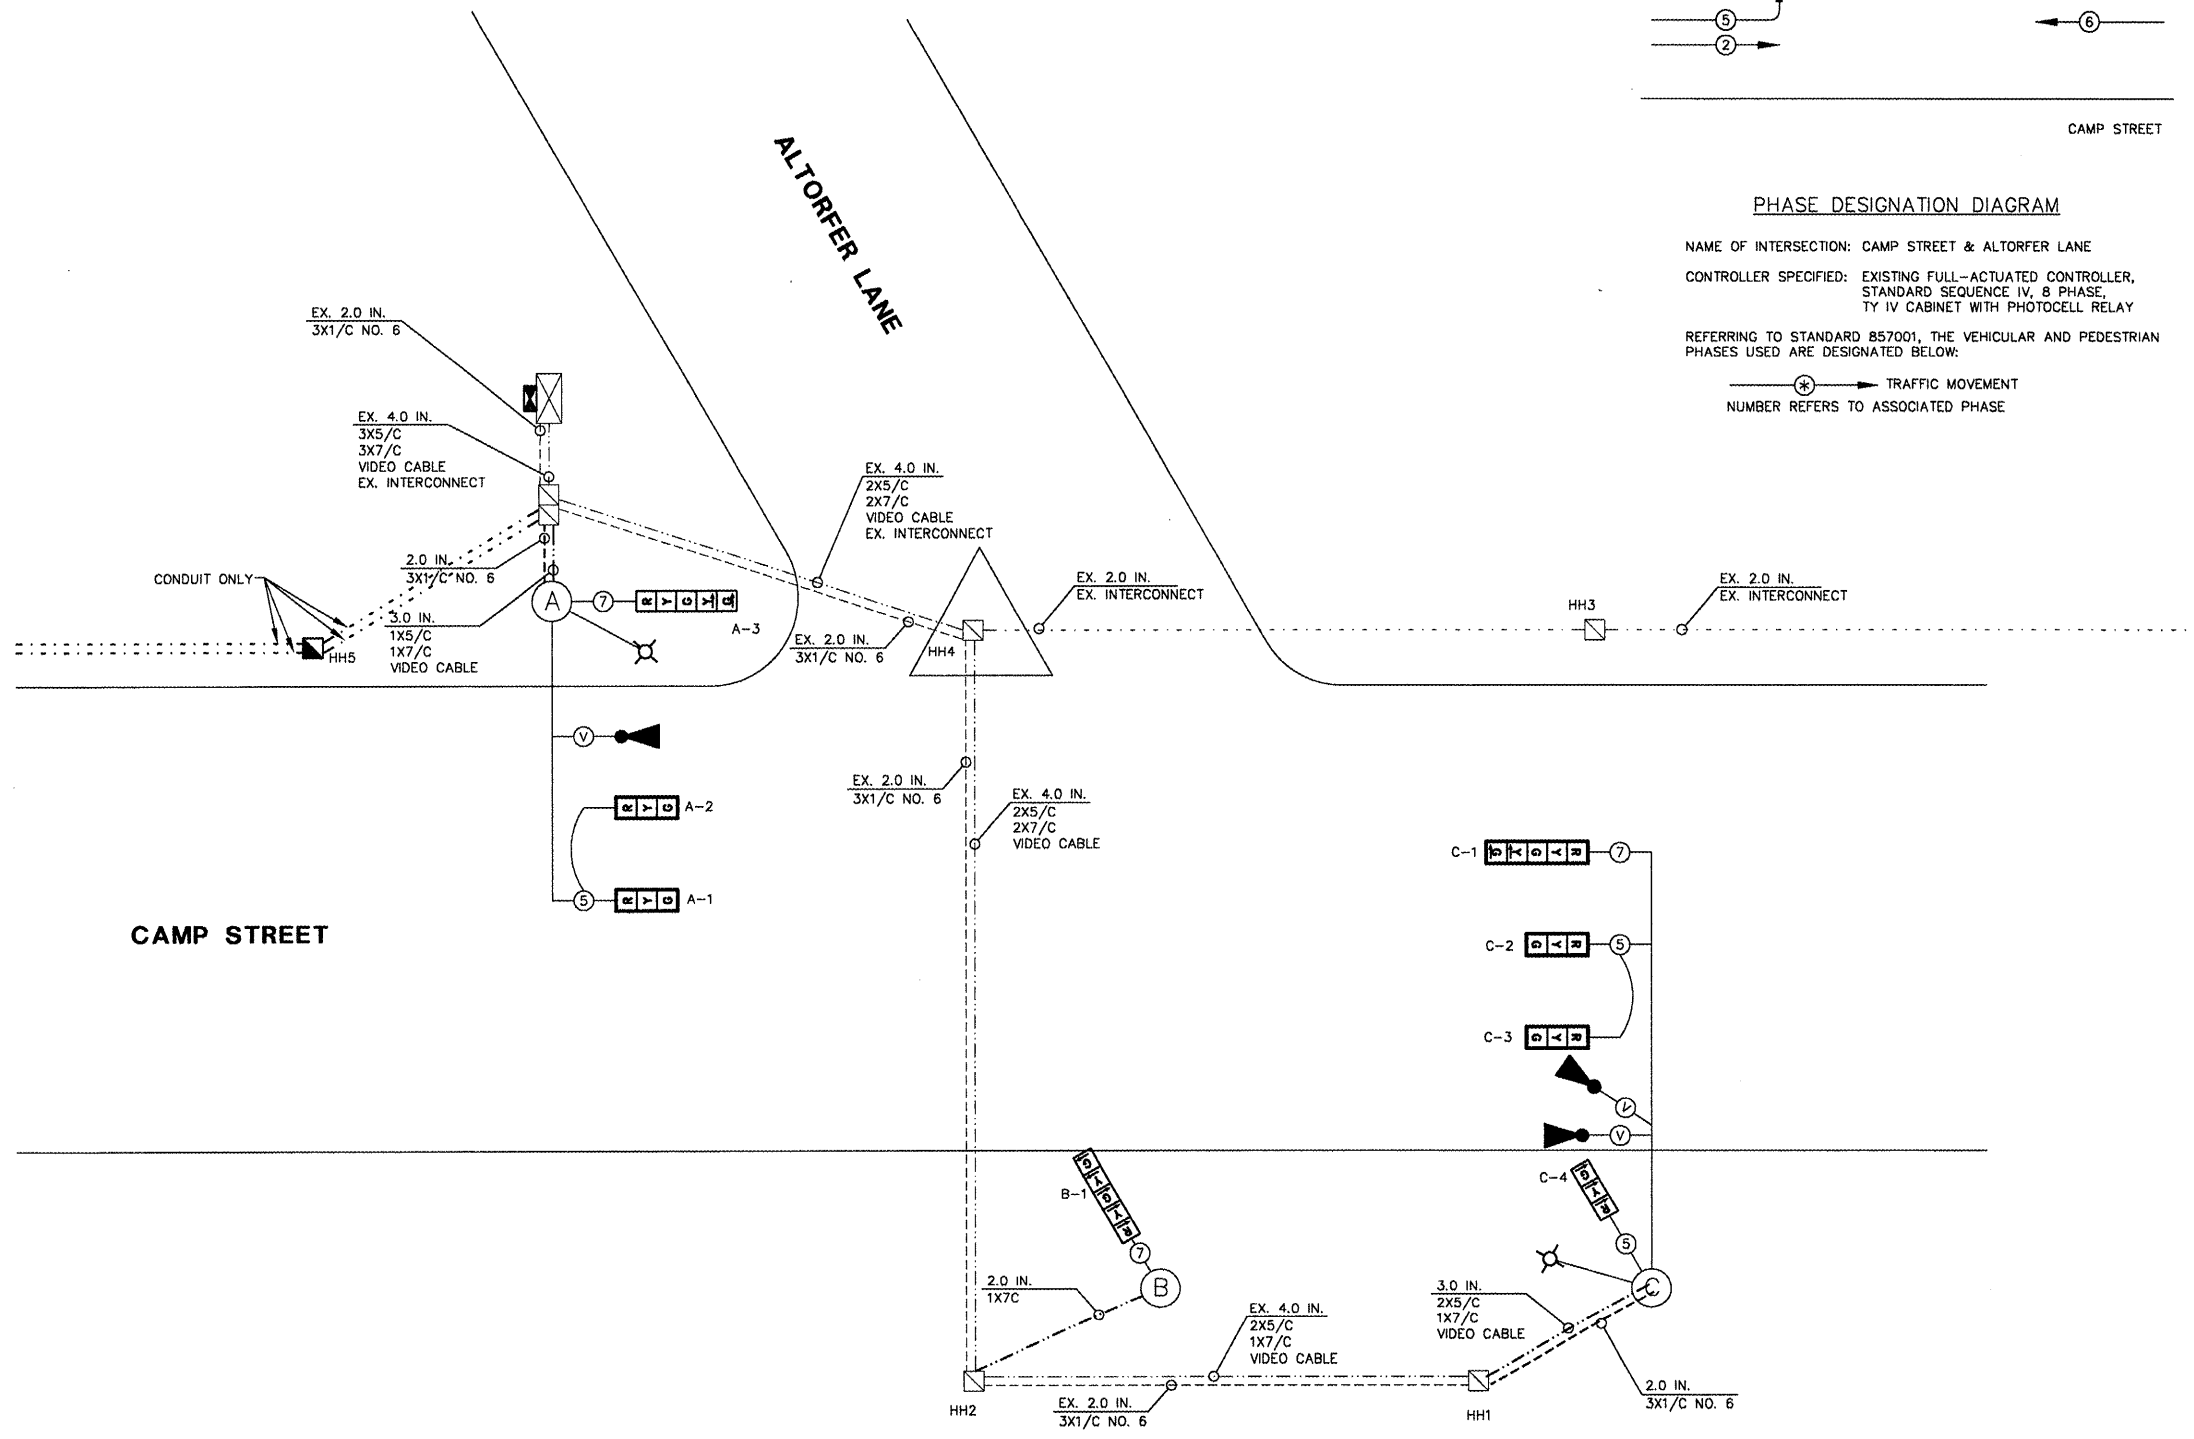 5
6
2
CAMP STREET
PHASE DESIGNATION DIAGRAM
NAME OF INTERSECTION: CAMP STREET & ALTORFER LANE
CONTROLLER SPECIFIED: EXISTING FULL-ACTUATED CONTROLLER,
STANDARD SEQUENCE IV, 8 PHASE,
TY IV CABINET WITH PHOTOCELL RELAY
REFERRING TO STANDARD 857001, THE VEHICULAR AND PEDESTRIAN
PHASES USED ARE DESIGNATED BELOW:
* TRAFFIC MOVEMENT
NUMBER REFERS TO ASSOCIATED PHASE
ALTORFER LANE
EX. 2.0 IN.
3X1/C NO. 6
EX. 4.0 IN.
3X5/C
3X7/C
VIDEO CABLE
EX. INTERCONNECT
EX. 4.0 IN.
2X5/C
2X7/C
VIDEO CABLE
EX. INTERCONNECT
2.0 IN.
3X1/C NO. 6
CONDUIT ONLY
3.0 IN.
1X5/C
1X7/C
VIDEO CABLE
HH5
A
7
R Y G Y G
A-3
EX. 2.0 IN.
3X1/C NO. 6
HH4
EX. 2.0 IN.
EX. INTERCONNECT
HH3
EX. 2.0 IN.
EX. INTERCONNECT
V
R Y G
A-2
5
R Y G
A-1
EX. 2.0 IN.
3X1/C NO. 6
EX. 4.0 IN.
2X5/C
2X7/C
VIDEO CABLE
CAMP STREET
C-1
G Y G Y R
7
C-2
G Y R
5
C-3
G Y R
V
V
B-1
G Y G Y R
7
B
C-4
G Y R
5
C
2.0 IN.
1X7C
EX. 4.0 IN.
2X5/C
1X7/C
VIDEO CABLE
3.0 IN.
2X5/C
1X7/C
VIDEO CABLE
HH2
EX. 2.0 IN.
3X1/C NO. 6
HH1
2.0 IN.
3X1/C NO. 6